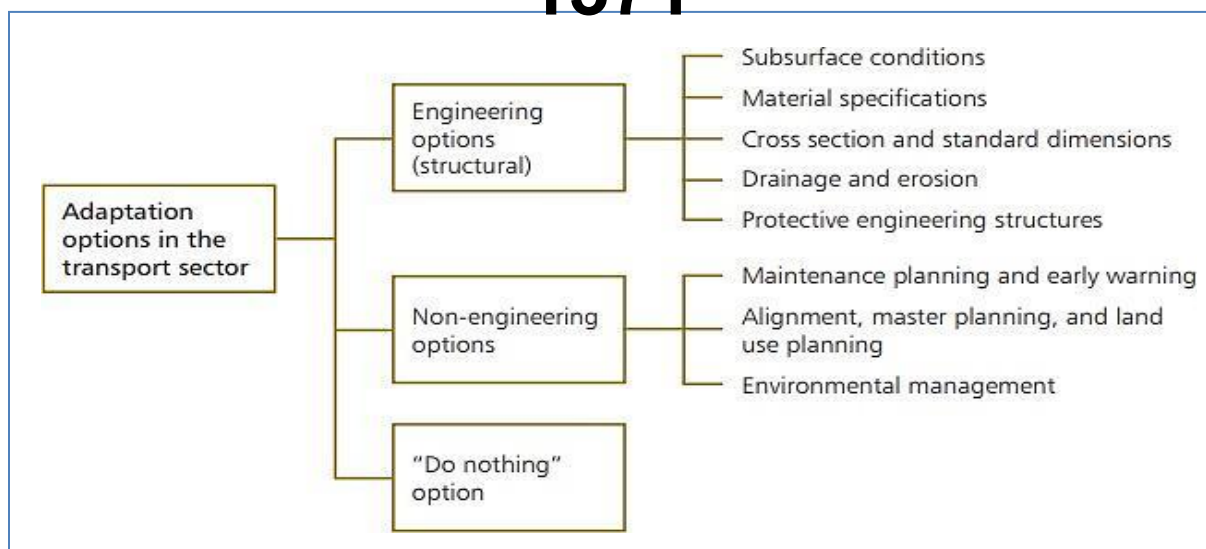 Adaptation
options in the
transport sector
Engineering
options
(structural)
Subsurface conditions
Material specifications
Cross section and standard dimensions
Drainage and erosion
Protective engineering structures
Non-engineering
options
Maintenance planning and early warning
Alignment, master planning, and land
use planning
Environmental management
“Do nothing”
option